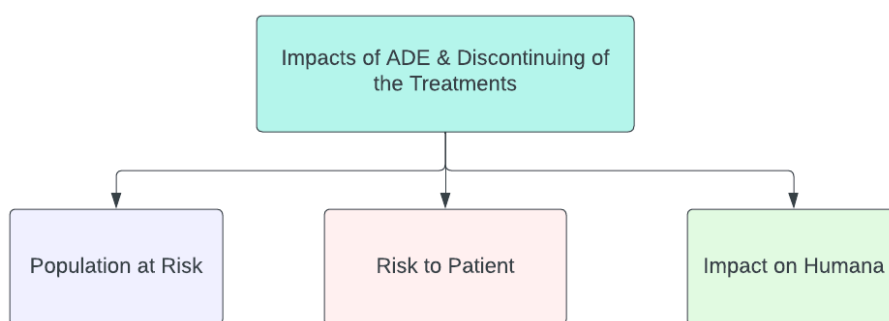 Impacts of ADE & Discontinuing of
the Treatments
Population at Risk
Risk to Patient
Impact on Humana